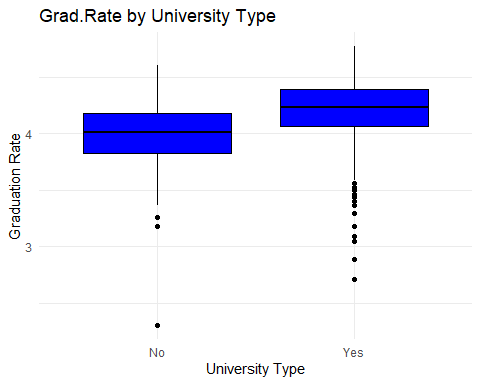 Grad.Rate by University Type
Graduation Rate
4
3
No
Yes
University Type